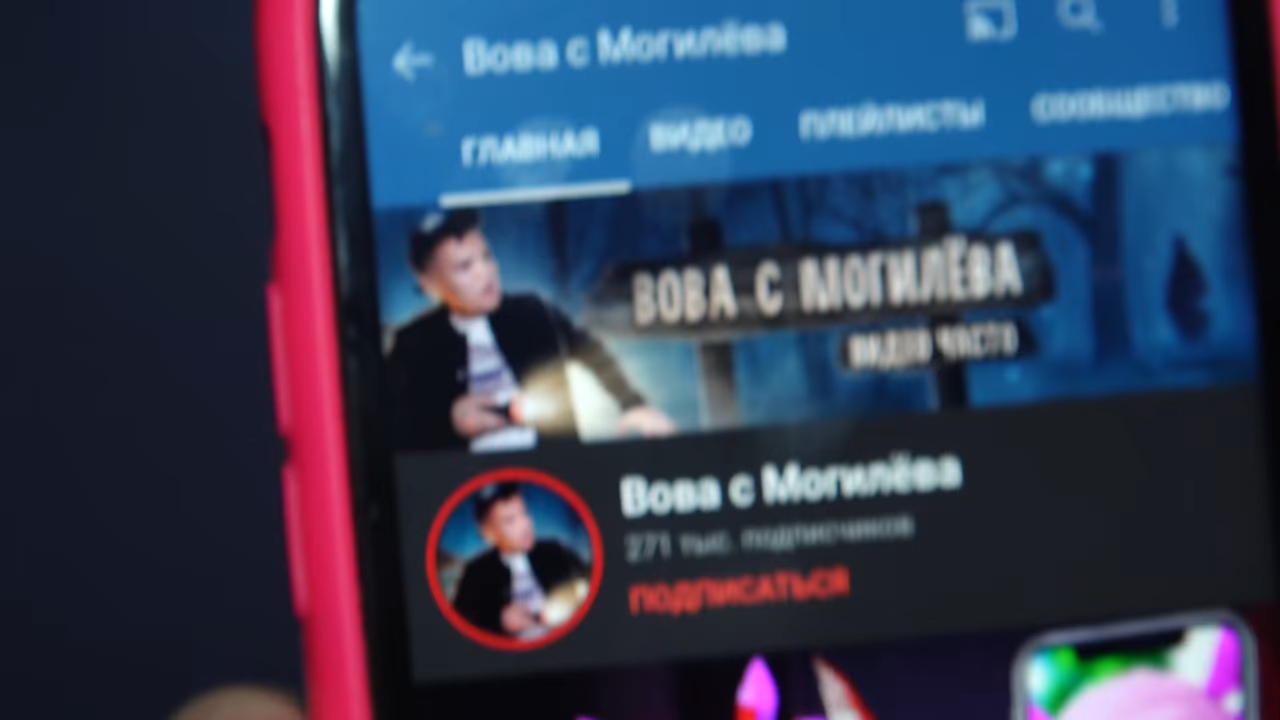 Вова с Могилёва
ГЛАВНАЯ ВИДЕО ПЛЕЙЛИСТЫ СООБЩЕСТВО
ВОВА С МОГИЛЁВА
ВИДЕО ЧАСТО
Вова с Могилёва
271 тыс. подписчиков
ПОДПИСАТЬСЯ